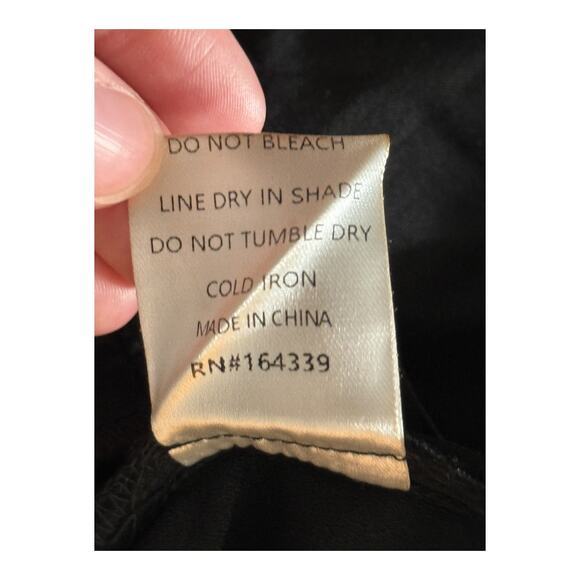 DO NOT BLEACH
LINE DRY IN SHADE
DO NOT TUMBLE DRY
COLD IRON
MADE IN CHINA
RN#164339